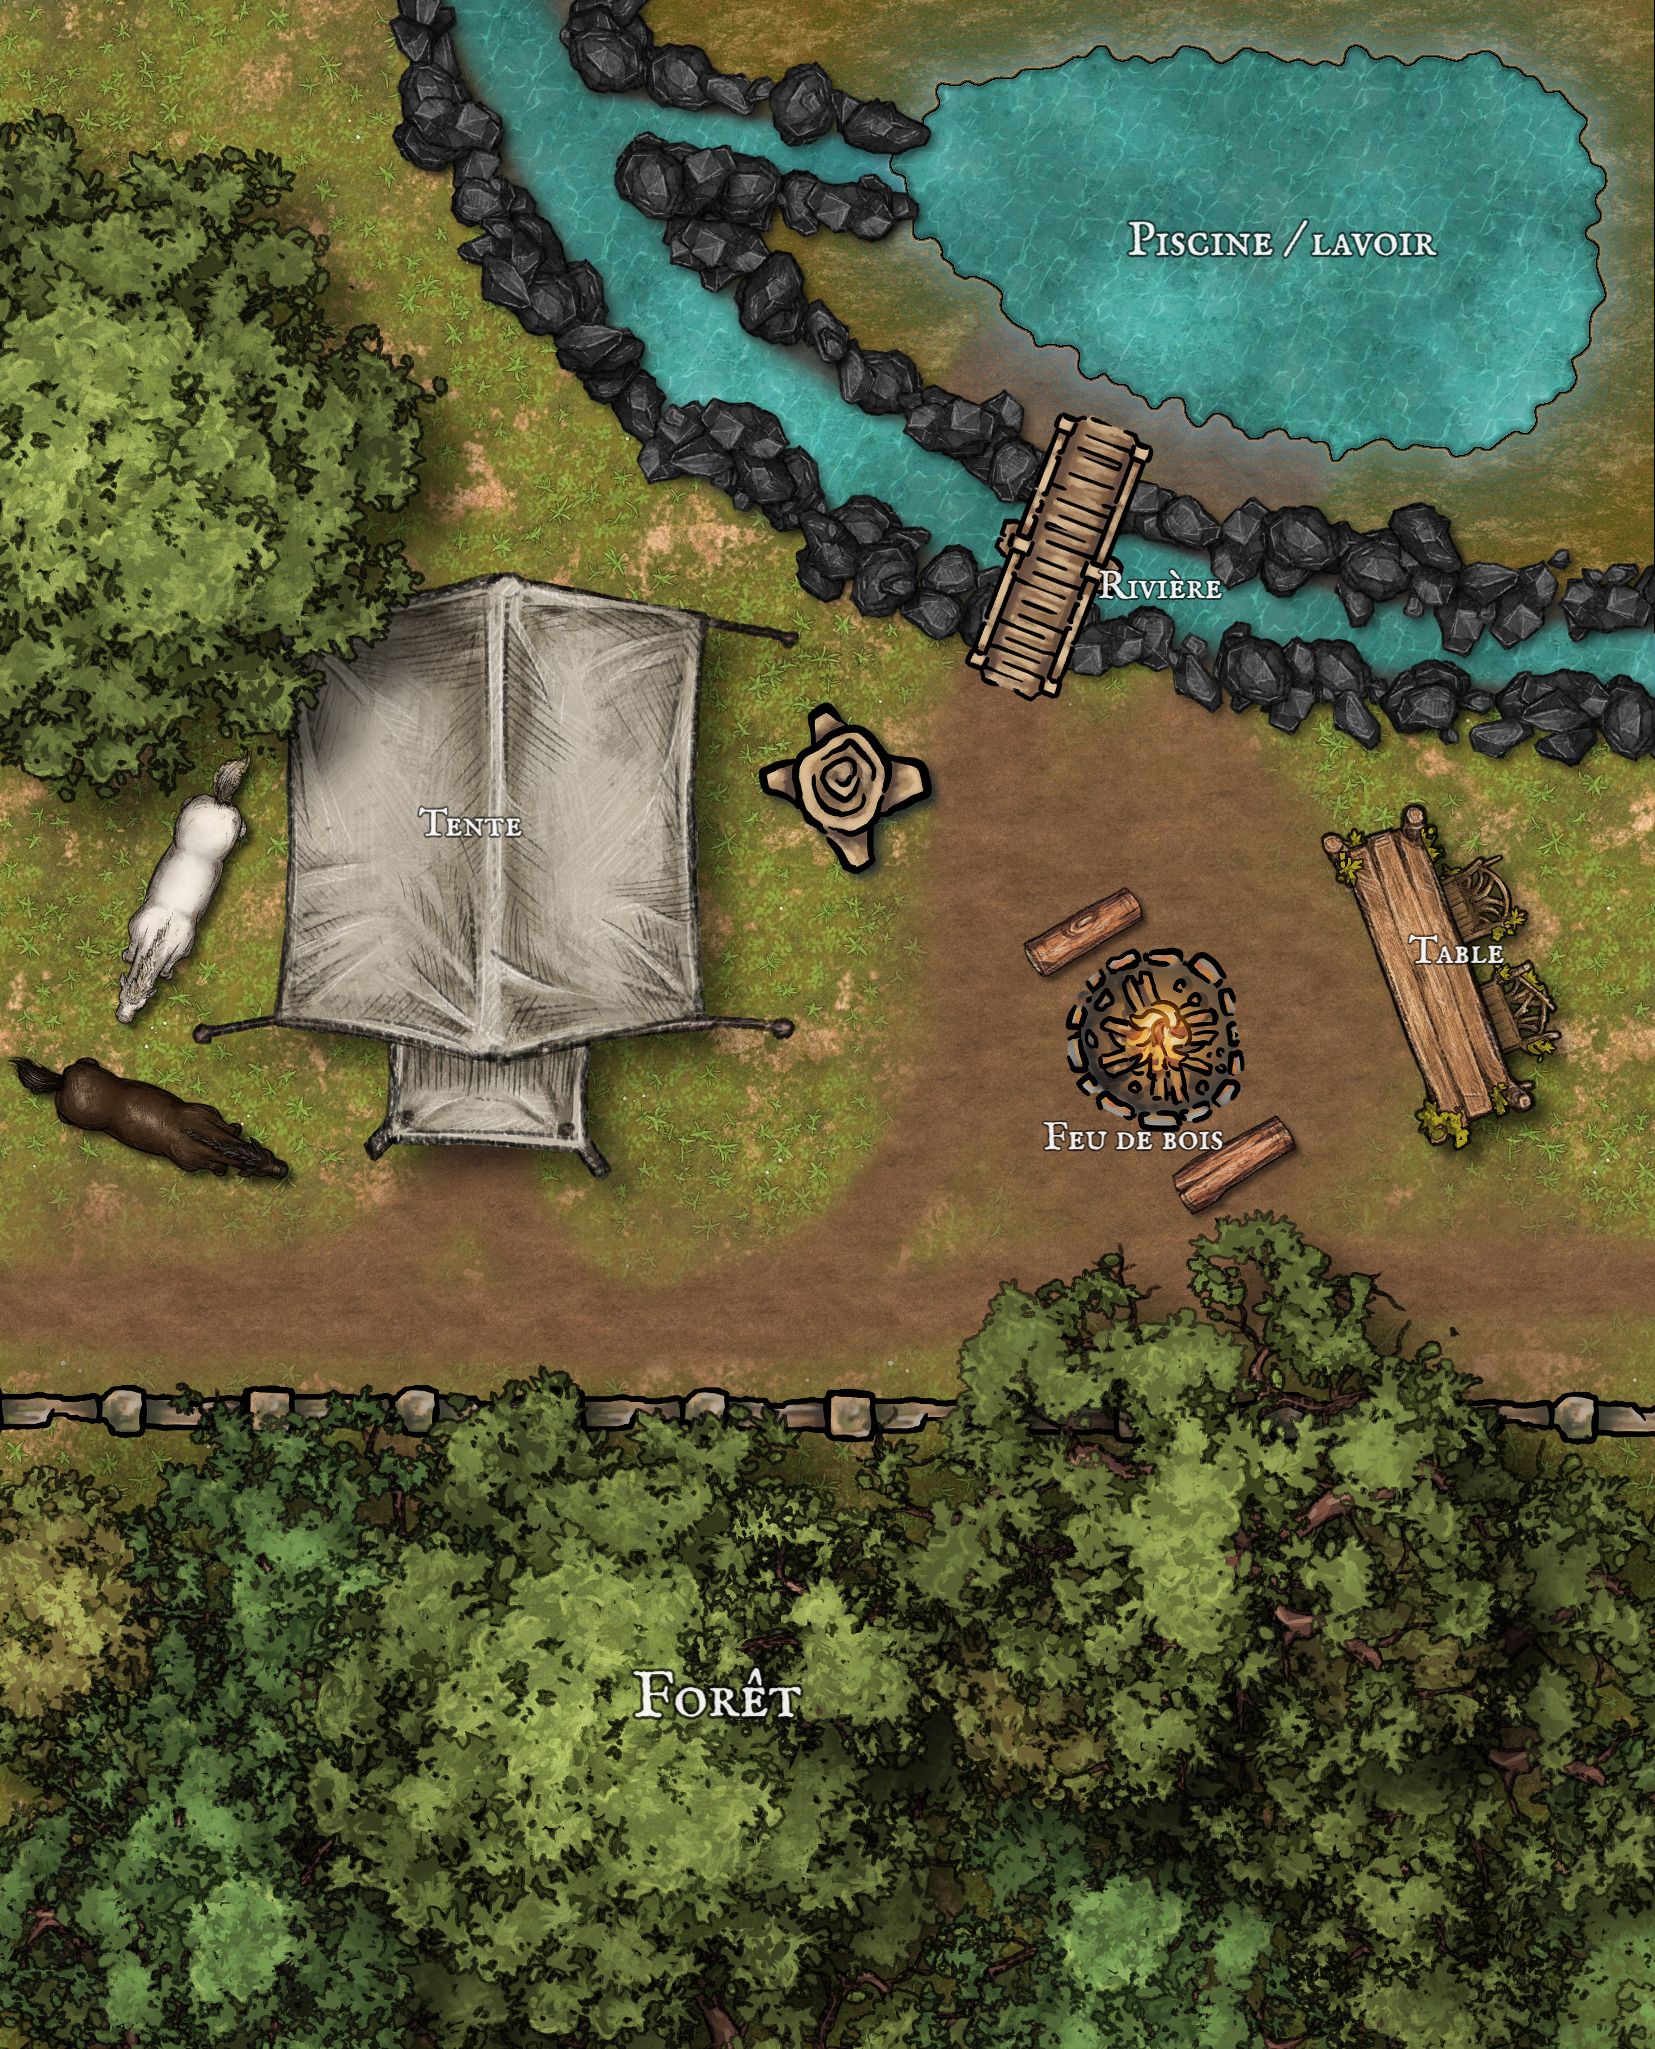 Piscine / lavoir
Rivière
Tente
Table
Feu de bois
Forêt